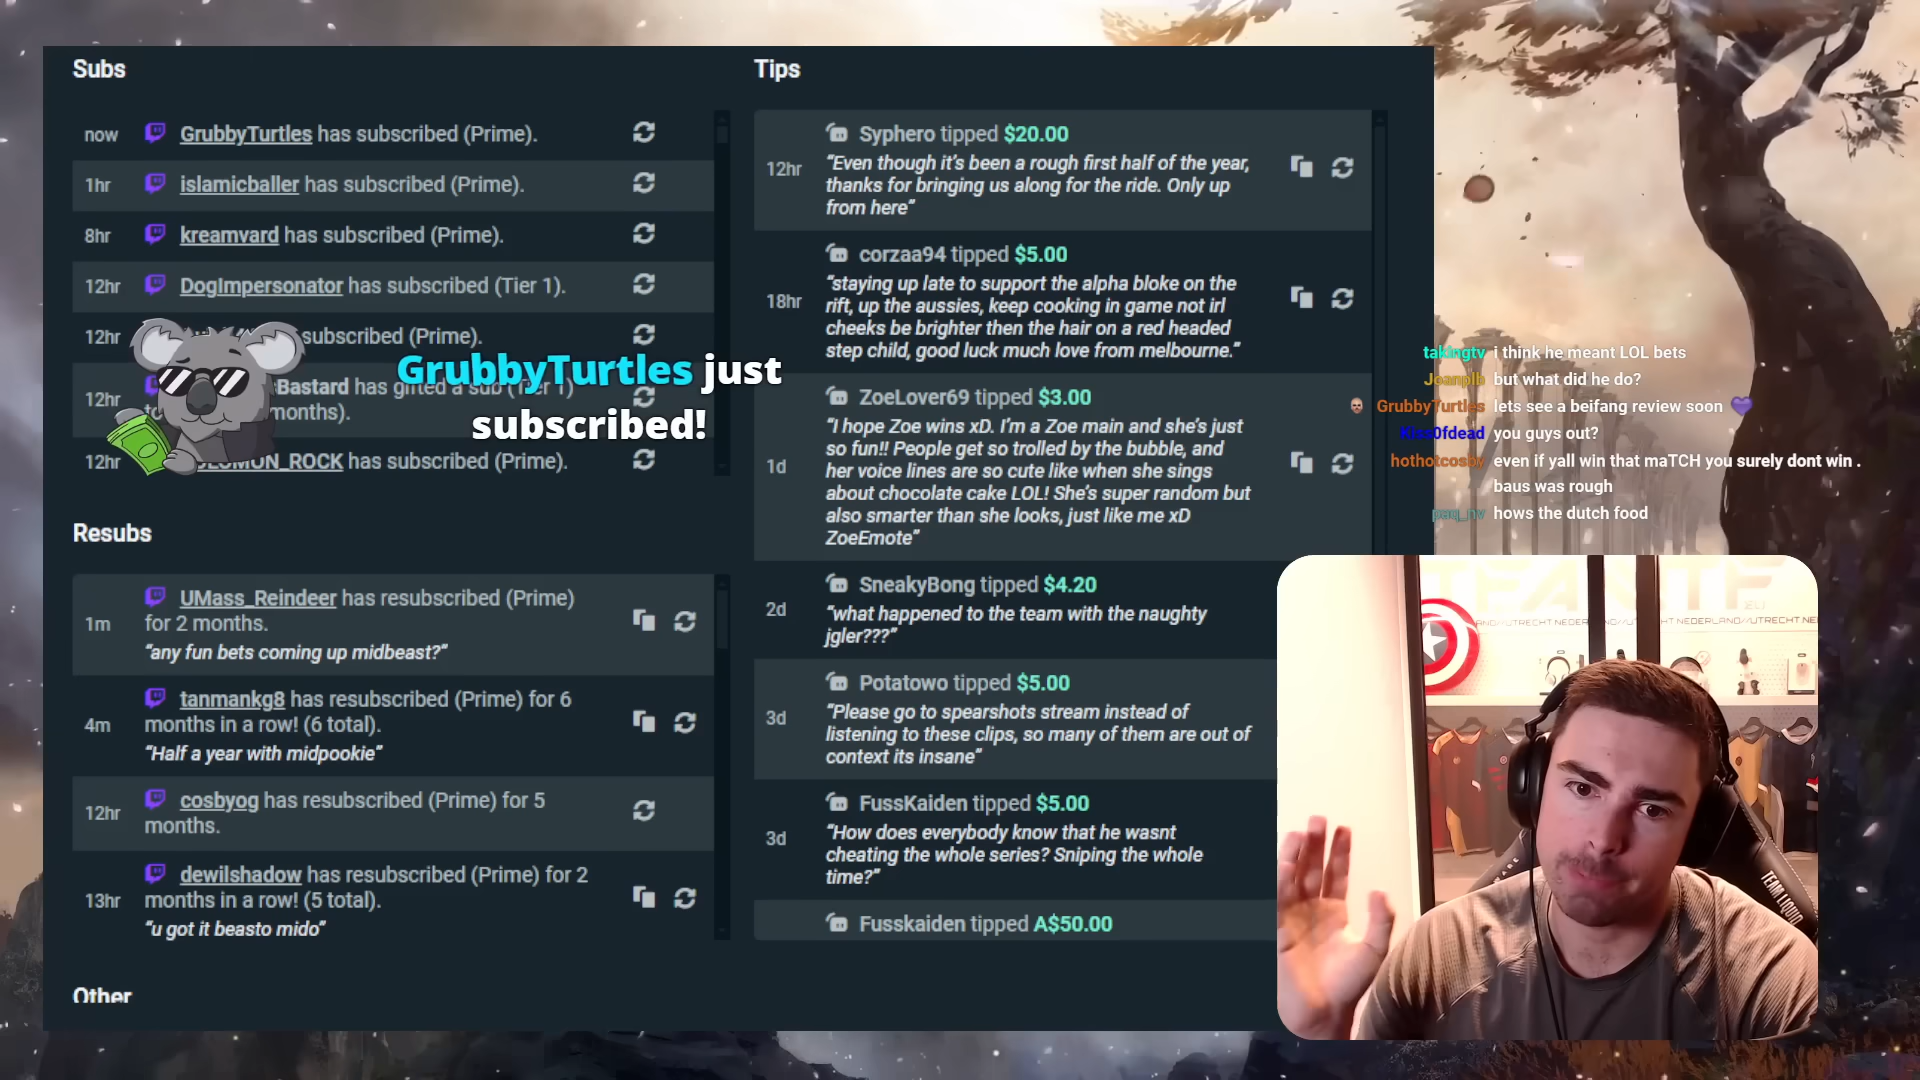 Subs
now GrubbyTurtles has subscribed (Prime).
1hr islamicballer has subscribed (Prime).
8hr kreamvard has subscribed (Prime).
12hr DogImpersonator has subscribed (Tier 1).
12hr subscribed (Prime).
12hr Bastard has gifted a sub (Tier 1)
months).
12hr MON_ROCK has subscribed (Prime).
GrubbyTurtles just
subscribed!
Resubs
1m UMass_Reindeer has resubscribed (Prime)
for 2 months.
“any fun bets coming up midbeast?”
4m tanmankg8 has resubscribed (Prime) for 6
months in a row! (6 total).
“Half a year with midpookie”
12hr cosbyog has resubscribed (Prime) for 5
months.
13hr dewilshadow has resubscribed (Prime) for 2
months in a row! (5 total).
“u got it beasto mido”
Other
Tips
Syphero tipped $20.00
12hr “Even though it’s been a rough first half of the year,
thanks for bringing us along for the ride. Only up
from here”
corzaa94 tipped $5.00
18hr “staying up late to support the alpha bloke on the
rift, up the aussies, keep cooking in game not irl
cheeks be brighter then the hair on a red headed
step child, good luck much love from melbourne.”
ZoeLover69 tipped $3.00
1d “I hope Zoe wins xD. I’m a Zoe main and she’s just
so fun!! People get so trolled by the bubble, and
her voice lines are so cute like when she sings
about chocolate cake LOL! She’s super random but
also smarter than she looks, just like me xD
ZoeEmote”
SneakyBong tipped $4.20
2d “what happened to the team with the naughty
jgler???”
Potatowo tipped $5.00
3d “Please go to spearshots stream instead of
listening to these clips, so many of them are out of
context its insane”
FussKaiden tipped $5.00
3d “How does everybody know that he wasnt
cheating the whole series? Sniping the whole
time?”
Fusskaiden tipped A$50.00
takingtv i think he meant LOL bets
Joanplb but what did he do?
GrubbyTurtles lets see a beifang review soon
Kiss0fdead you guys out?
hothotcosby even if yall win that maTCH you surely dont win .
baus was rough
paq_nv hows the dutch food
UTRECHT NEDERLAND//UTRECHT.NE
TEAM LIQUID